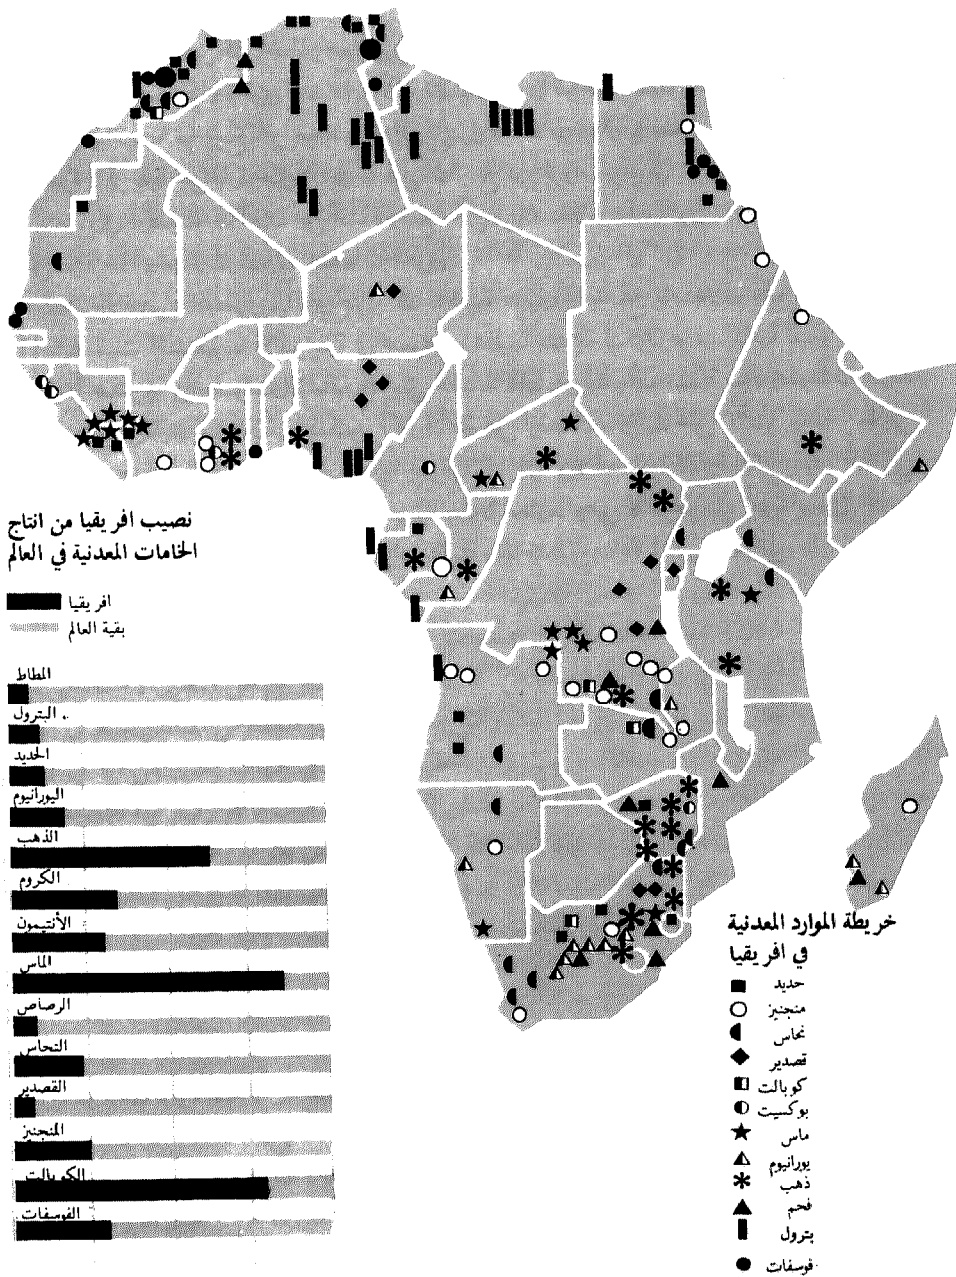 نصيب افريقيا من انتاج
الخامات المعدنية في العالم
افريقيا
بقية العالم
المطاط
البترول
الحديد
اليورانيوم
الذهب
الكروم
الأنتيمون
الماس
الرصاص
النحاس
القصدير
المنجنيز
الكوبالت
الفوسفات
خريطة الموارد المعدنية
في افريقيا
حديد
منجنيز
نحاس
قصدير
كوبالت
بوكسيت
ماس
يورانيوم
ذهب
فحم
بترول
فوسفات